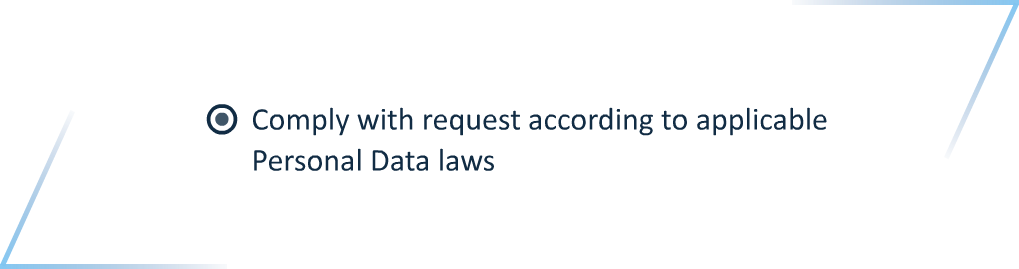 Comply with request according to applicable
Personal Data laws